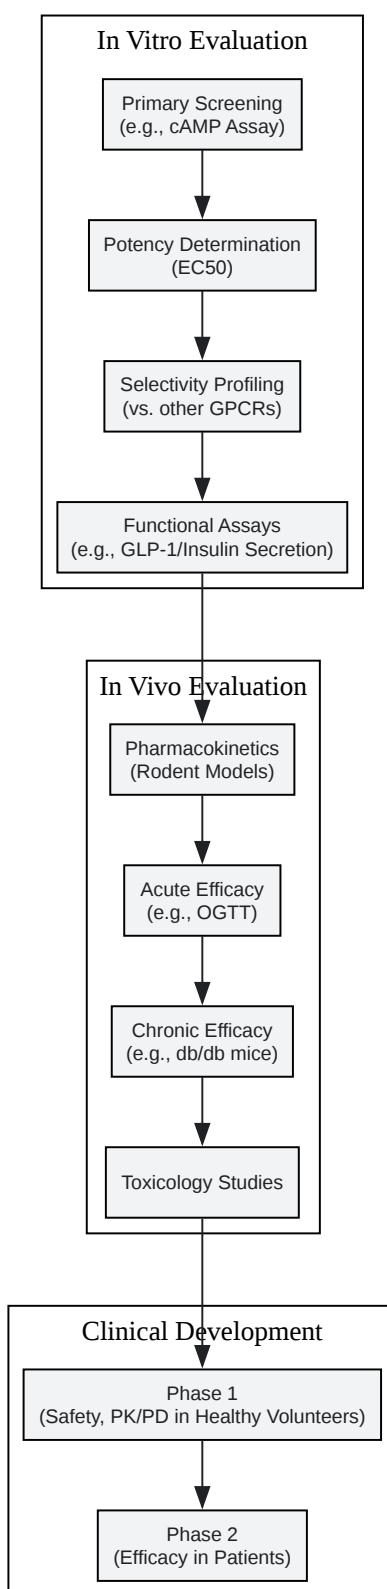 In Vitro Evaluation
Primary Screening
(e.g., cAMP Assay)
Potency Determination
(EC50)
Selectivity Profiling
(vs. other GPCRs)
Functional Assays
(e.g., GLP-1/Insulin Secretion)
In Vivo Evaluation
Pharmacokinetics
(Rodent Models)
Acute Efficacy
(e.g., OGTT)
Chronic Efficacy
(e.g., db/db mice)
Toxicology Studies
Clinical Development
Phase 1
(Safety, PK/PD in Healthy Volunteers)
Phase 2
(Efficacy in Patients)